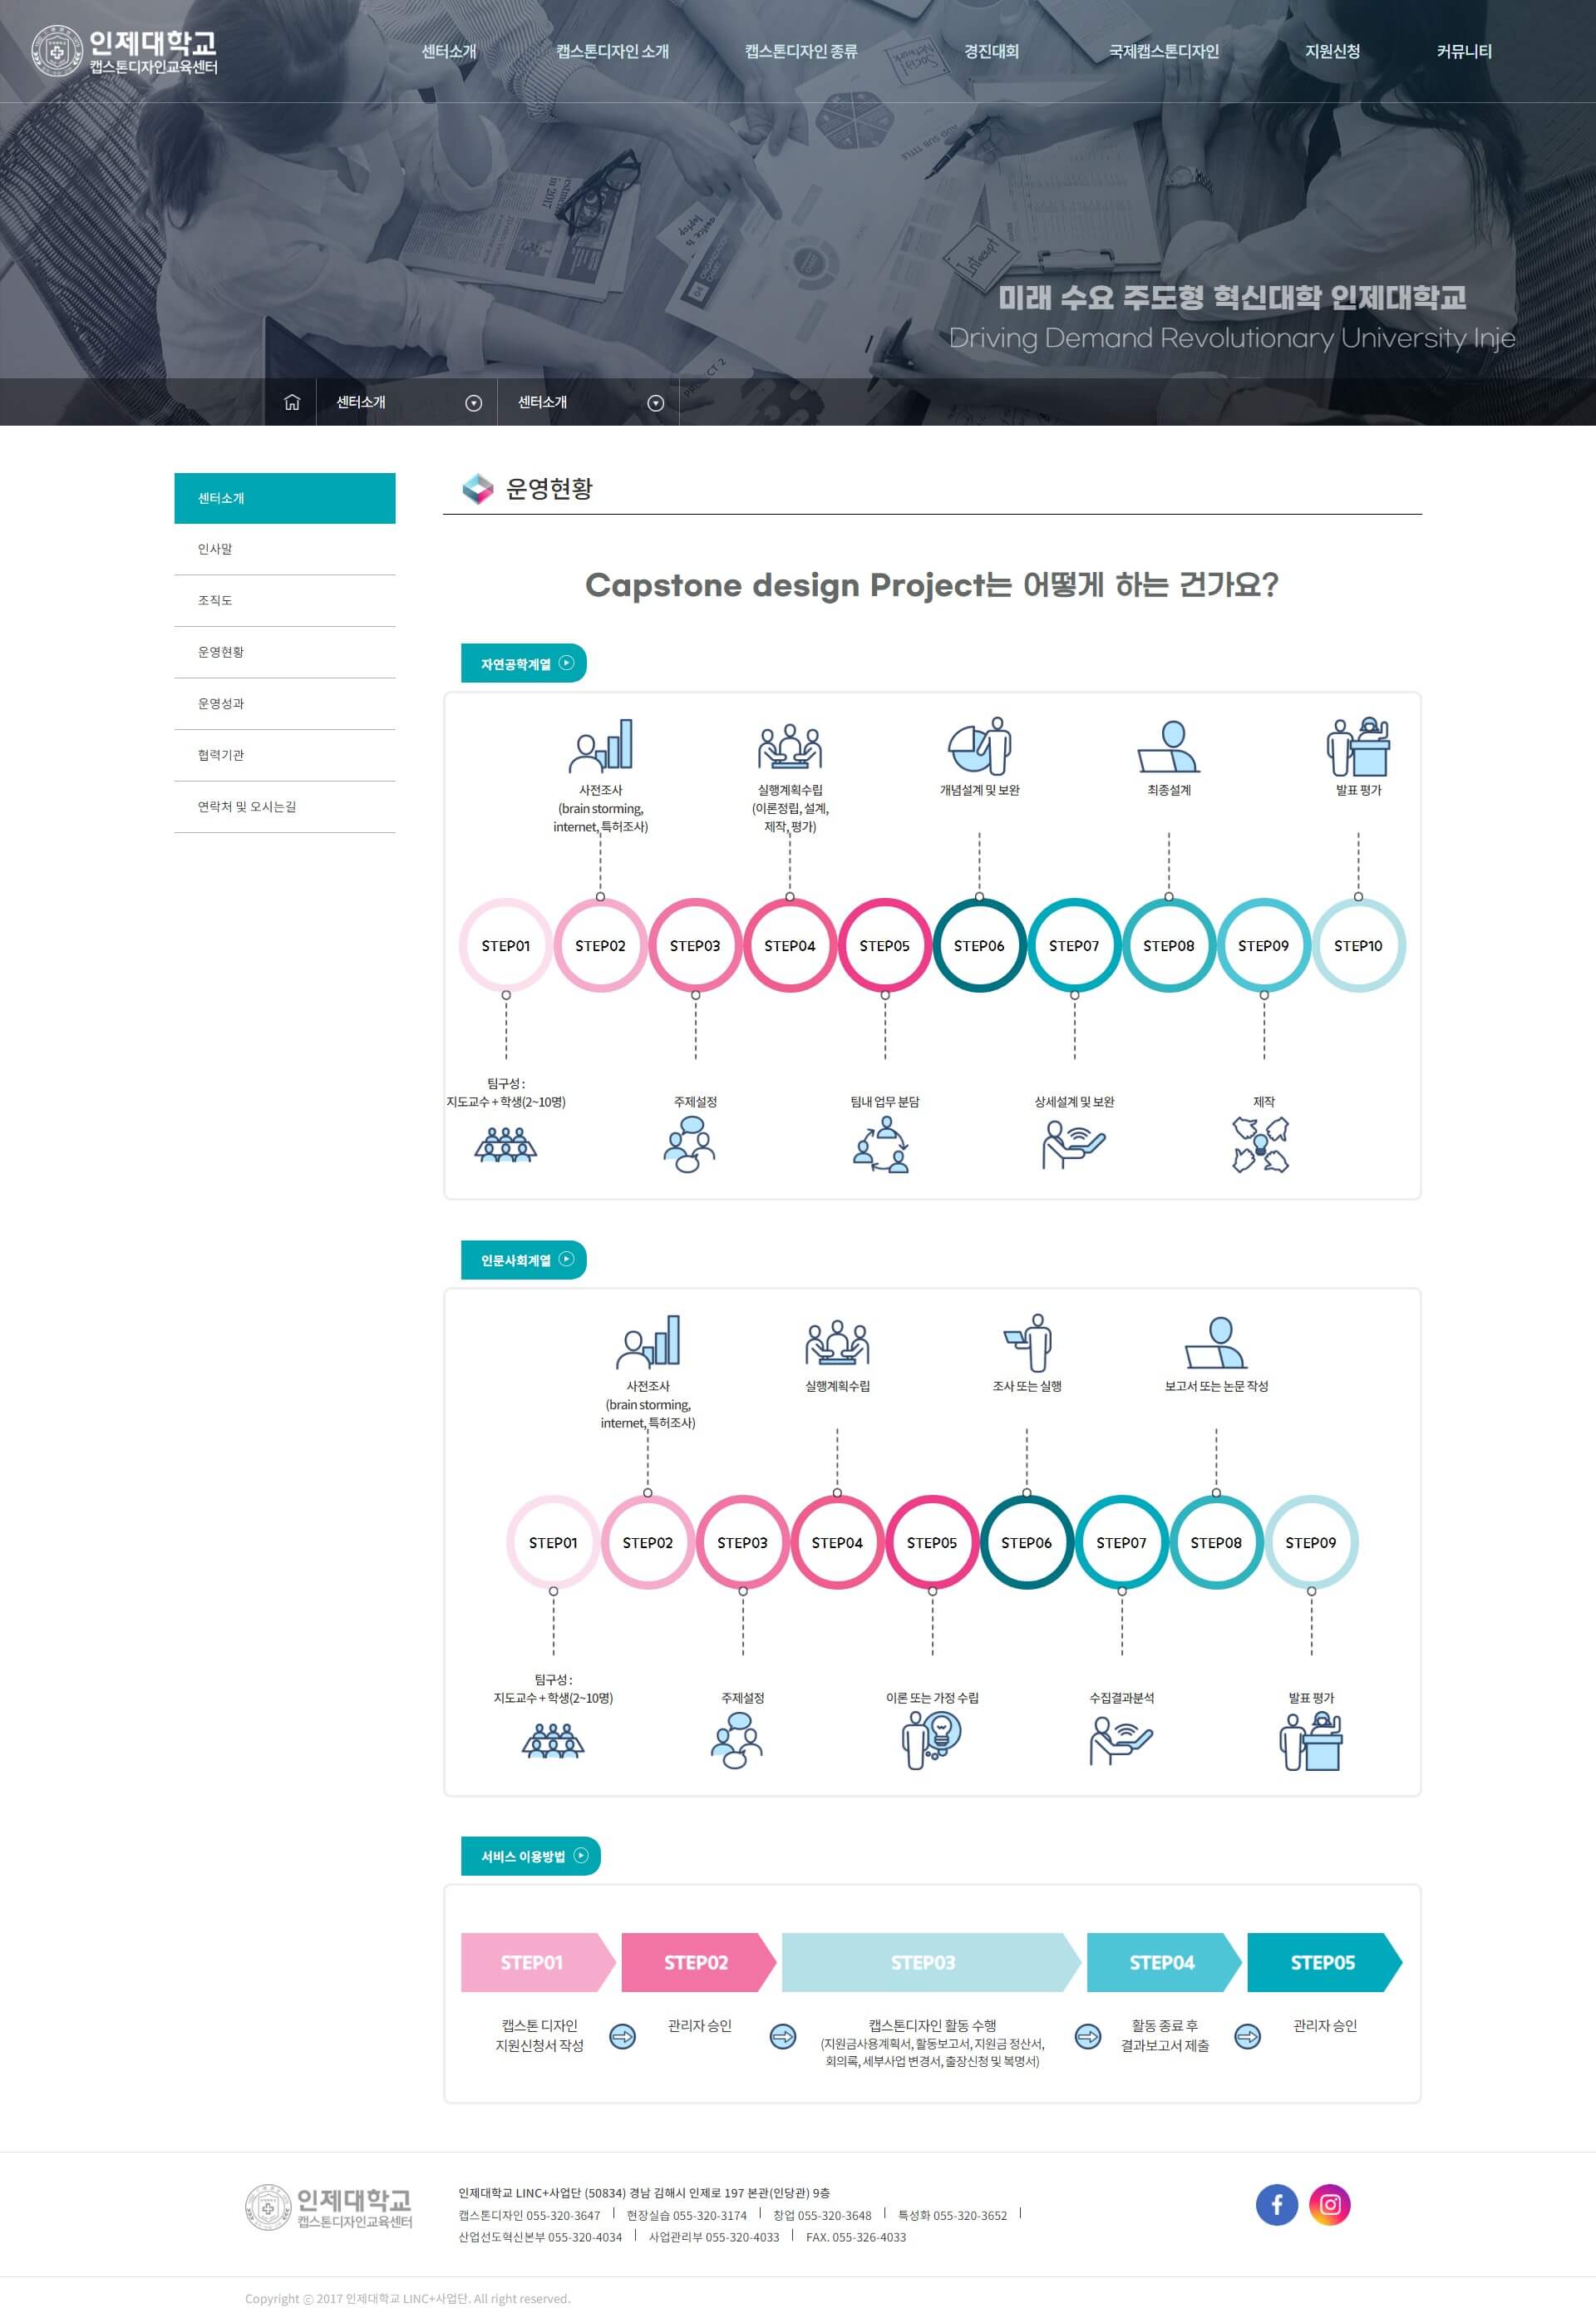 인제대학교
캡스톤디자인교육센터
센터소개
캡스톤디자인 소개
캡스톤디자인 종류
경진대회
국제캡스톤디자인
지원신청
커뮤니티
미래 수요 주도형 혁신대학 인제대학교
Driving Demand Revolutionary University Inje
센터소개
센터소개
센터소개
인사말
조직도
운영현황
운영성과
협력기관
연락처 및 오시는길
운영현황
Capstone design Project는 어떻게 하는 건가요?
자연공학계열
사전조사
(brain storming,
internet, 특허조사)
실행계획수립
(이론정립, 설계,
제작, 평가)
개념설계 및 보완
최종설계
발표 평가
STEP01
STEP02
STEP03
STEP04
STEP05
STEP06
STEP07
STEP08
STEP09
STEP10
팀구성 :
지도교수 + 학생(2~10명)
주제설정
팀내 업무 분담
상세설계 및 보완
제작
인문사회계열
사전조사
(brain storming,
internet, 특허조사)
실행계획수립
조사 또는 실행
보고서 또는 논문 작성
STEP01
STEP02
STEP03
STEP04
STEP05
STEP06
STEP07
STEP08
STEP09
팀구성 :
지도교수 + 학생(2~10명)
주제설정
이론 또는 가정 수립
수집결과분석
발표 평가
서비스 이용방법
STEP01
STEP02
STEP03
STEP04
STEP05
캡스톤 디자인
지원신청서 작성
관리자 승인
캡스톤디자인 활동 수행
(지원금사용계획서, 활동보고서, 지원금 정산서,
회의록, 세부사업 변경서, 출장신청 및 복명서)
활동 종료 후
결과보고서 제출
관리자 승인
인제대학교
캡스톤디자인교육센터
인제대학교 LINC+사업단 (50834) 경남 김해시 인제로 197 본관(인당관) 9층
캡스톤디자인 055-320-3647 | 현장실습 055-320-3174 | 창업 055-320-3648 | 특성화 055-320-3652 |
산업선도혁신본부 055-320-4034 | 사업관리부 055-320-4033 | FAX. 055-326-4033
Copyright ⓒ 2017 인제대학교 LINC+사업단. All right reserved.